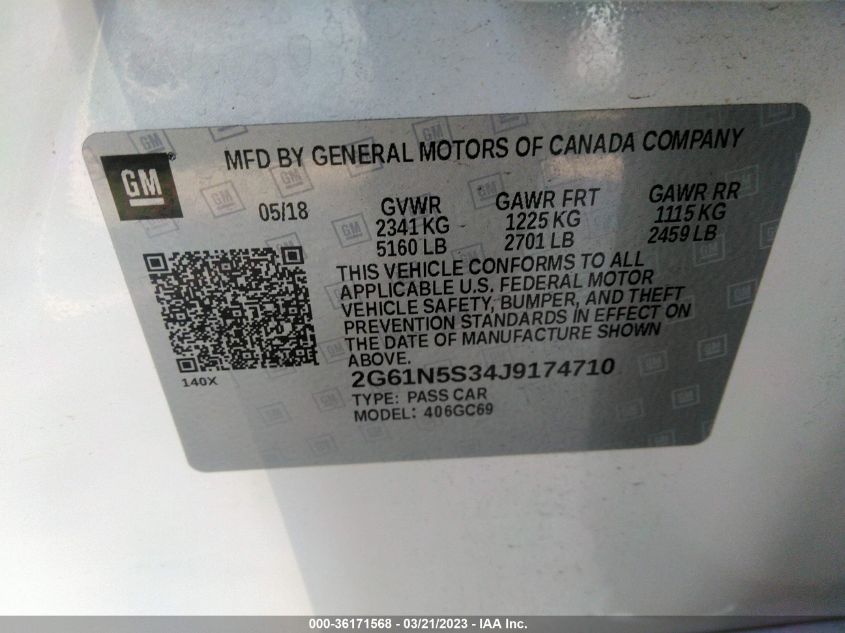 GM
MFD BY GENERAL MOTORS OF CANADA COMPANY
05/18
GVWR
2341 KG
5160 LB
GAWR FRT
1225 KG
2701 LB
GAWR RR
1115 KG
2459 LB
THIS VEHICLE CONFORMS TO ALL
APPLICABLE U.S. FEDERAL MOTOR
VEHICLE SAFETY, BUMPER, AND THEFT
PREVENTION STANDARDS IN EFFECT ON
THE DATE OF MANUFACTURE SHOWN
ABOVE.
140X
2G61N5S34J9174710
TYPE: PASS CAR
MODEL: 406GC69
000-36171568 - 03/21/2023 - IAA Inc.